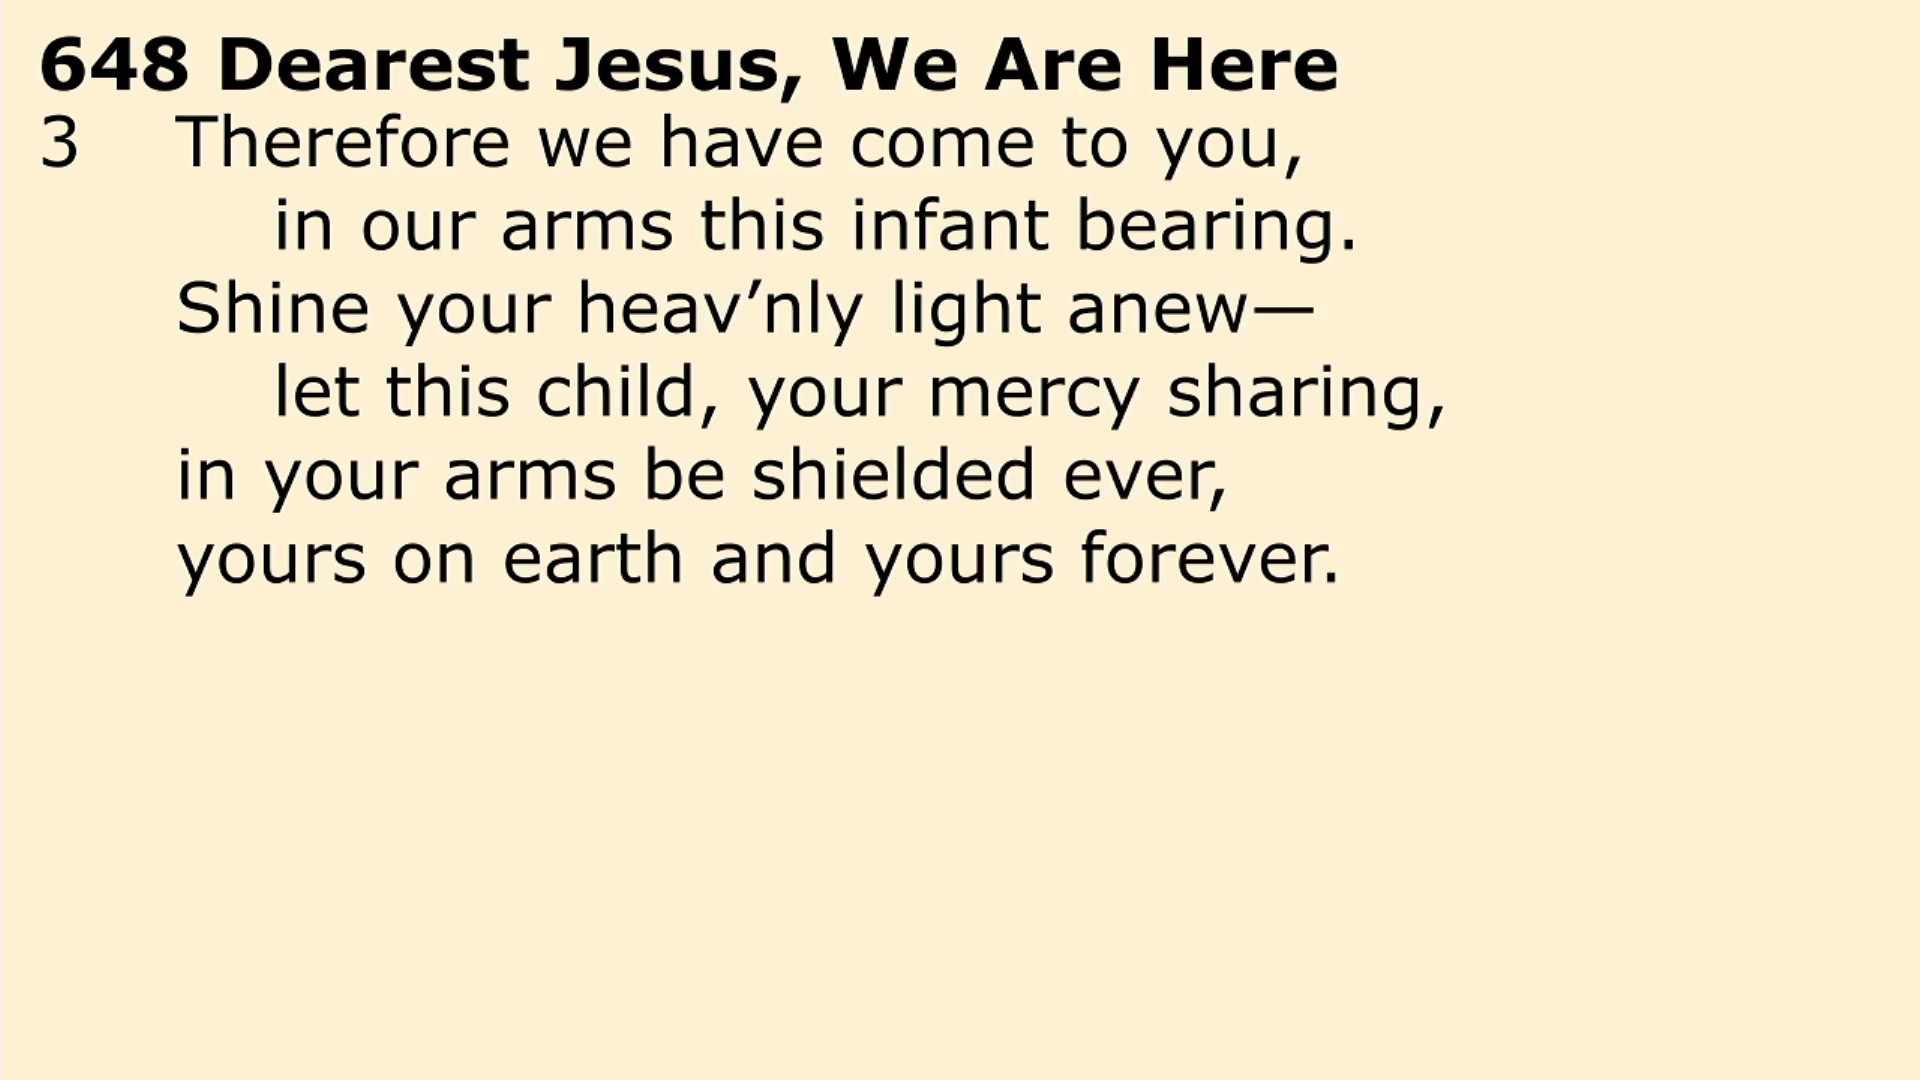 648 Dearest Jesus, We Are Here
3 Therefore we have come to you,
in our arms this infant bearing.
Shine your heav’nly light anew—
let this child, your mercy sharing,
in your arms be shielded ever,
yours on earth and yours forever.